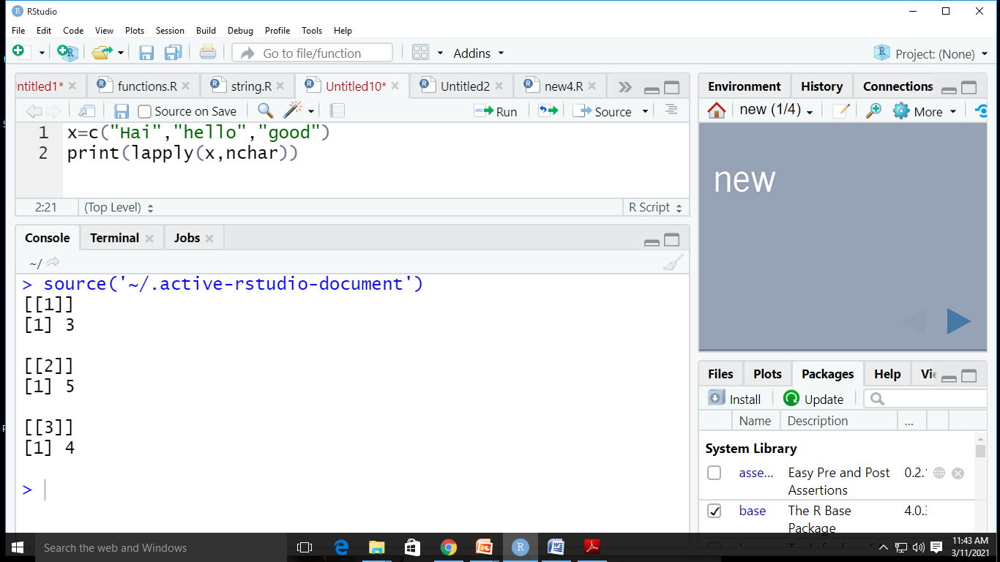 RStudio
File Edit Code View Plots Session Build Debug Profile Tools Help
Go to file/function Addins Project: (None)
ntitled1* functions.R string.R Untitled10* Untitled2 new4.R
Source on Save Run Source
1 x=c("Hai","hello","good")
2 print(lapply(x,nchar))
2:21 (Top Level) R Script
Console Terminal Jobs
~/
> source('~/.active-rstudio-document')
[[1]]
[1] 3
[[2]]
[1] 5
[[3]]
[1] 4
>
Environment History Connections
new (1/4) More
new
Files Plots Packages Help Vie
Install Update
Name Description ...
System Library
asse... Easy Pre and Post Assertions 0.2.
base The R Base Package 4.0.
Search the web and Windows
11:43 AM
3/11/2021